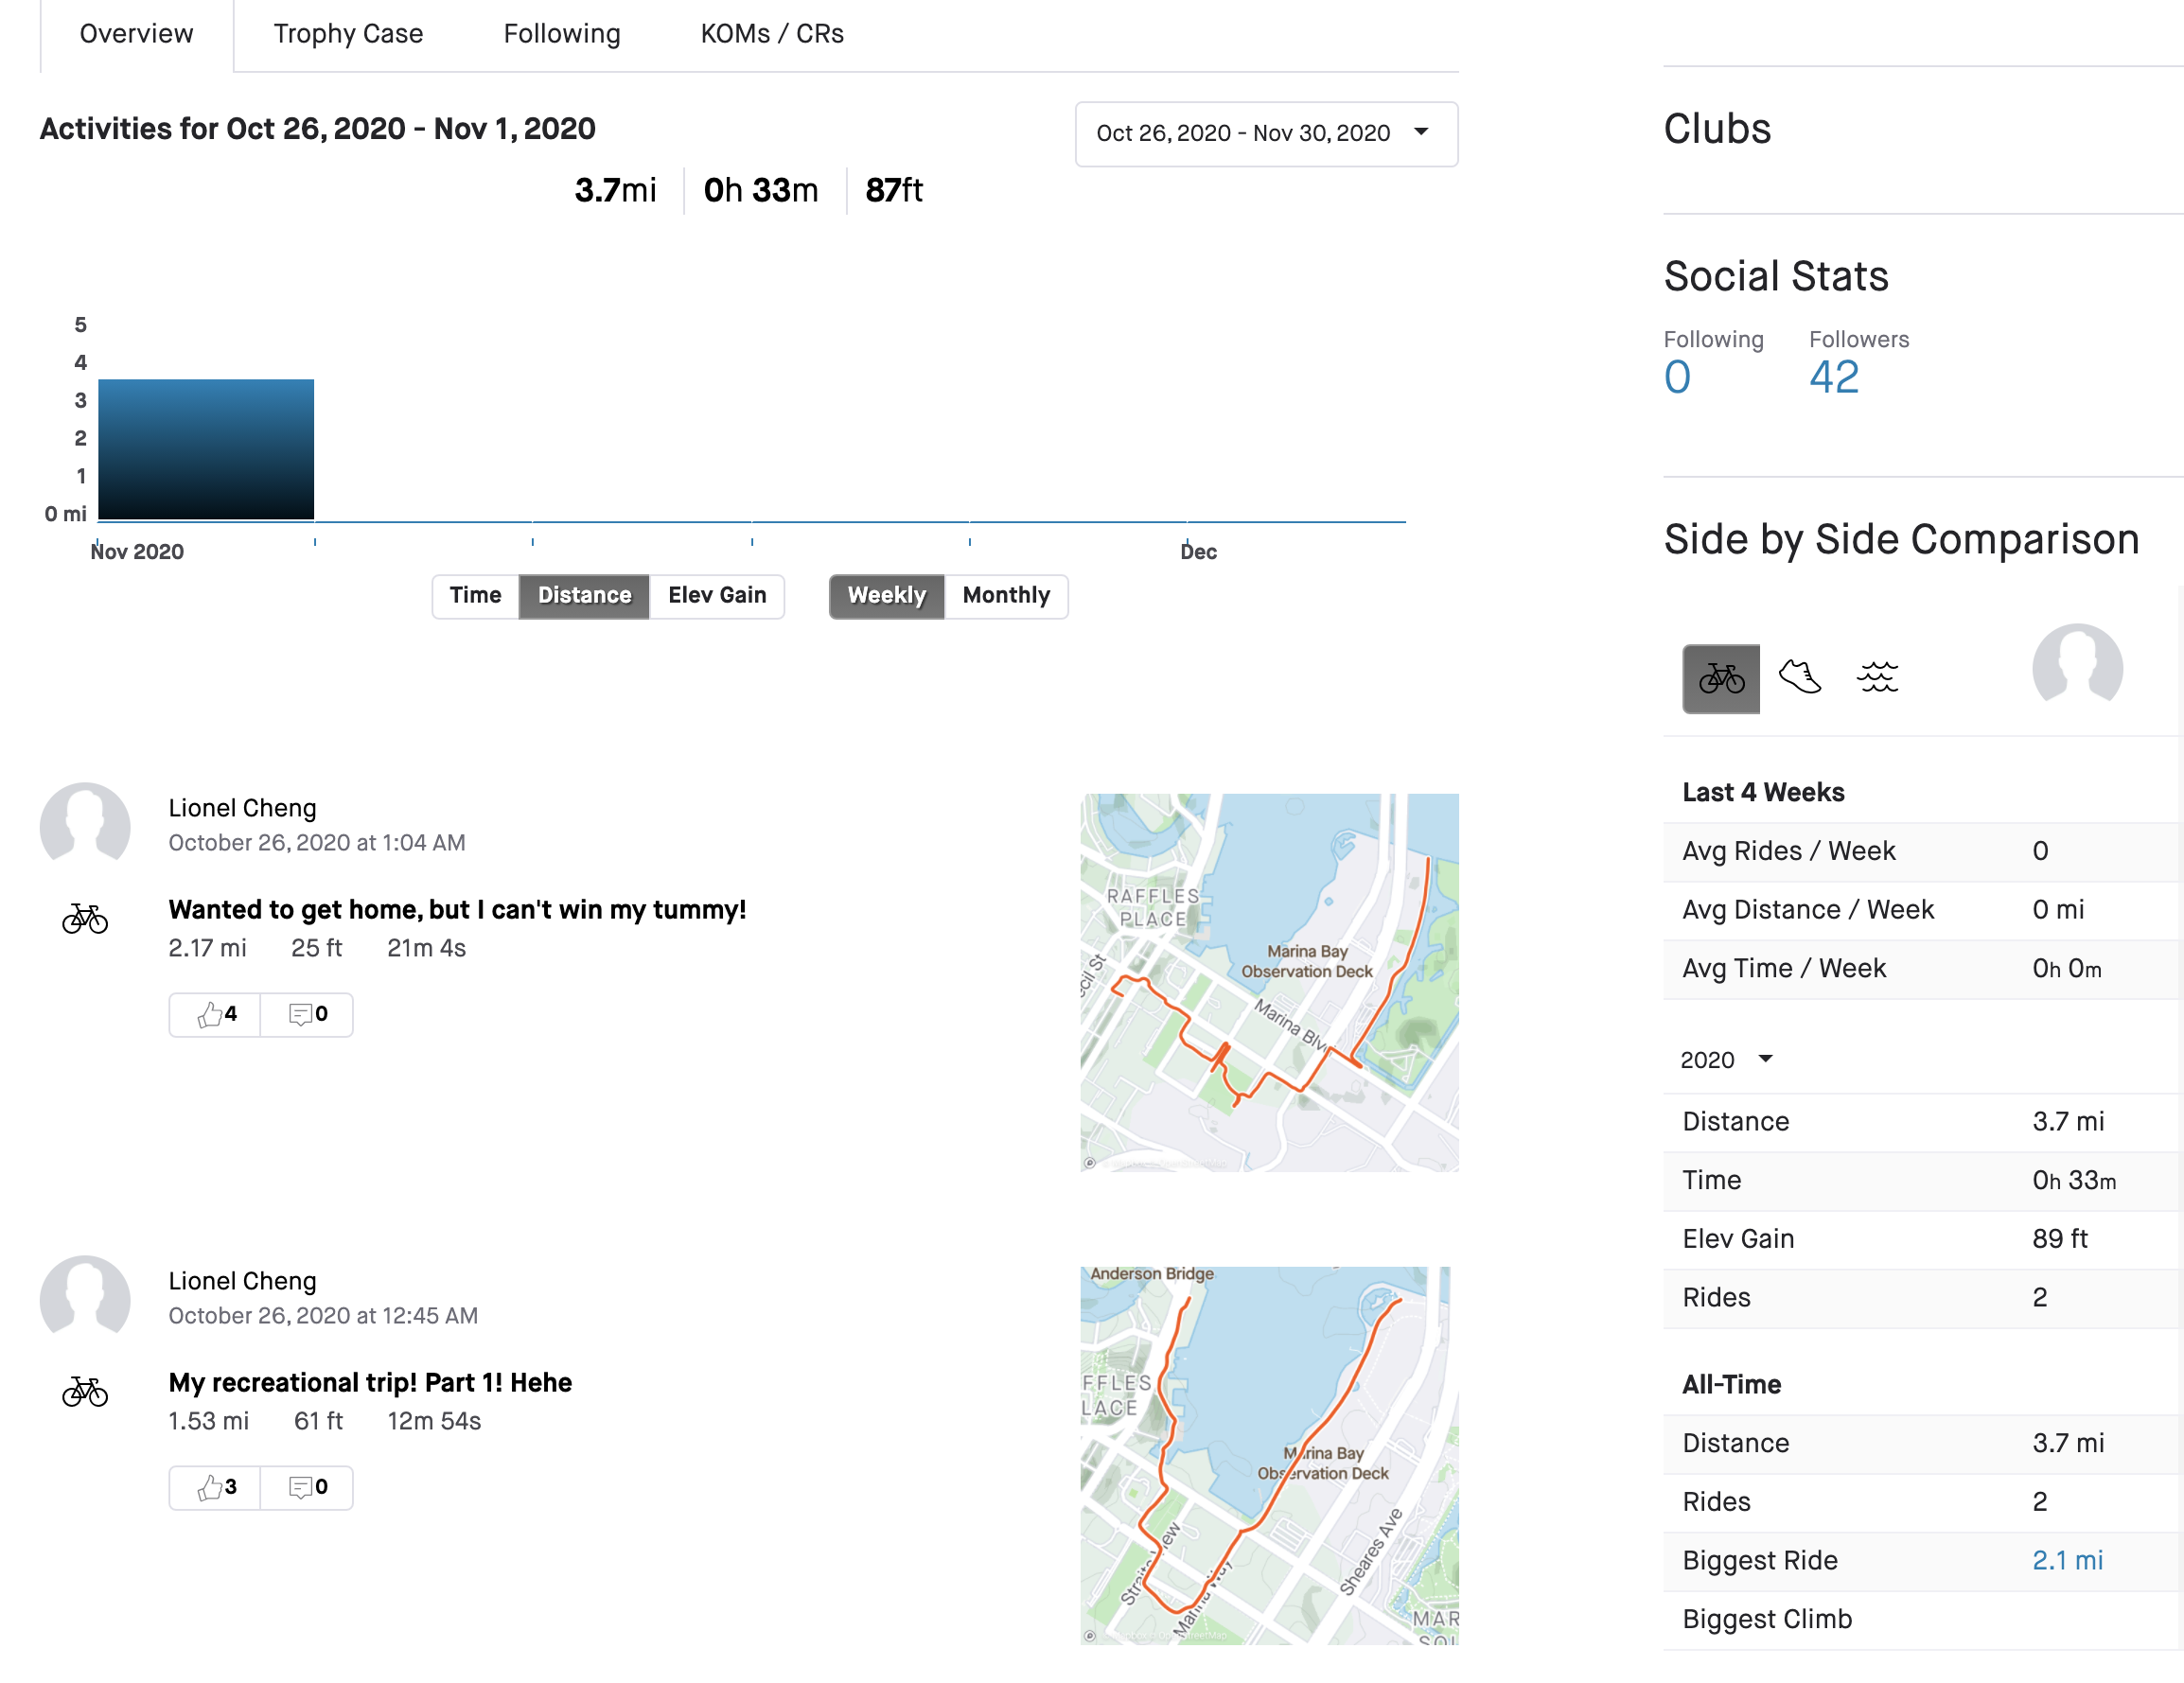 Overview Trophy Case Following KOMs / CRs
Activities for Oct 26, 2020 - Nov 1, 2020
Oct 26, 2020 - Nov 30, 2020
3.7mi 0h 33m 87ft
5
4
3
2
1
0 mi
Nov 2020 Dec
Time Distance Elev Gain Weekly Monthly
Lionel Cheng
October 26, 2020 at 1:04 AM
Wanted to get home, but I can't win my tummy!
2.17 mi 25 ft 21m 4s
4 0
RAFFLES
PLACE
Marina Bay
Observation Deck
ecil St
Marina Blv
Lionel Cheng
October 26, 2020 at 12:45 AM
My recreational trip! Part 1! Hehe
1.53 mi 61 ft 12m 54s
3 0
Anderson Bridge
FFLES
LACE
Marina Bay
Observation Deck
Straits View
Marina Way
Sheares Ave
MAR
SOU
Clubs
Social Stats
Following Followers
0 42
Side by Side Comparison
Last 4 Weeks
Avg Rides / Week 0
Avg Distance / Week 0 mi
Avg Time / Week 0h 0m
2020
Distance 3.7 mi
Time 0h 33m
Elev Gain 89 ft
Rides 2
All-Time
Distance 3.7 mi
Rides 2
Biggest Ride 2.1 mi
Biggest Climb